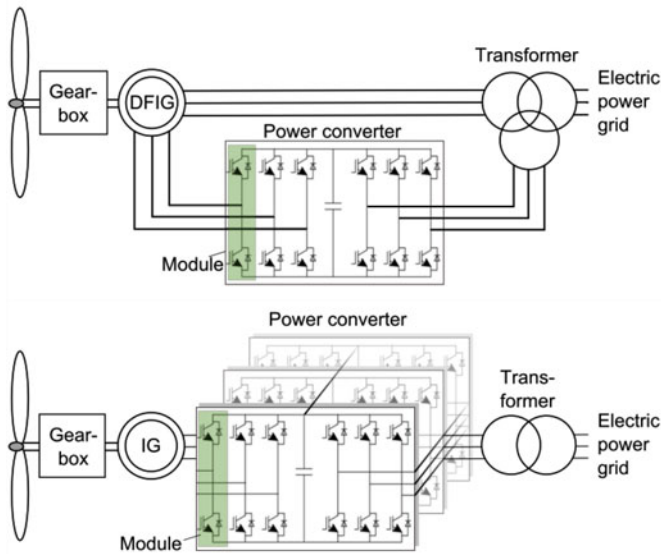 Transformer
Gear-
box
DFIG
Electric
power
grid
Power converter
Module
Power converter
Trans-
former
Gear-
box
IG
Electric
power
grid
Module